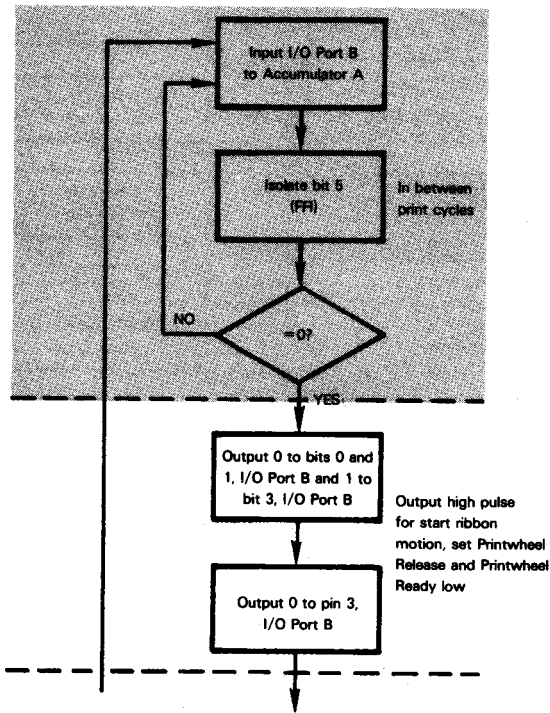 Input I/O Port B
to Accumulator A
Isolate bit 5
(FFI)
In between
print cycles
= 0?
NO
YES
Output 0 to bits 0 and
1, I/O Port B and 1 to
bit 3, I/O Port B
Output high pulse
for start ribbon
motion, set Printwheel
Release and Printwheel
Ready low
Output 0 to pin 3,
I/O Port B